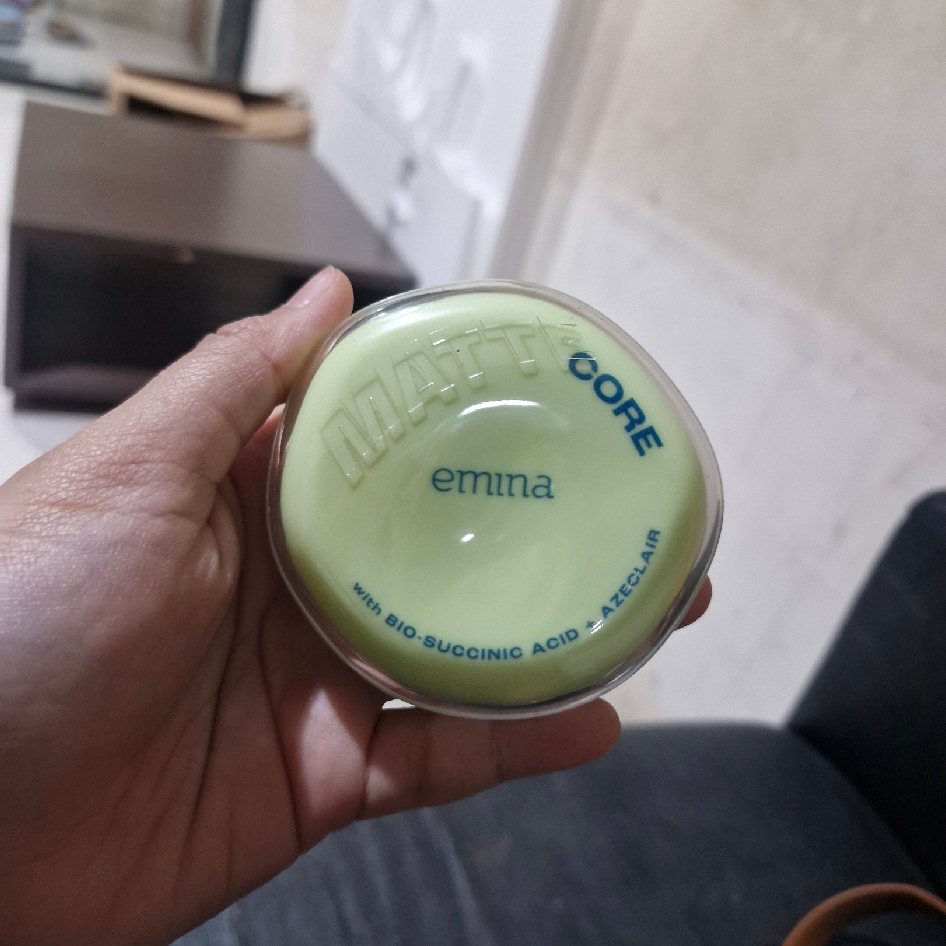 MATTE CORE
emina
with BIO-SUCCINIC ACID + AZECLAIR